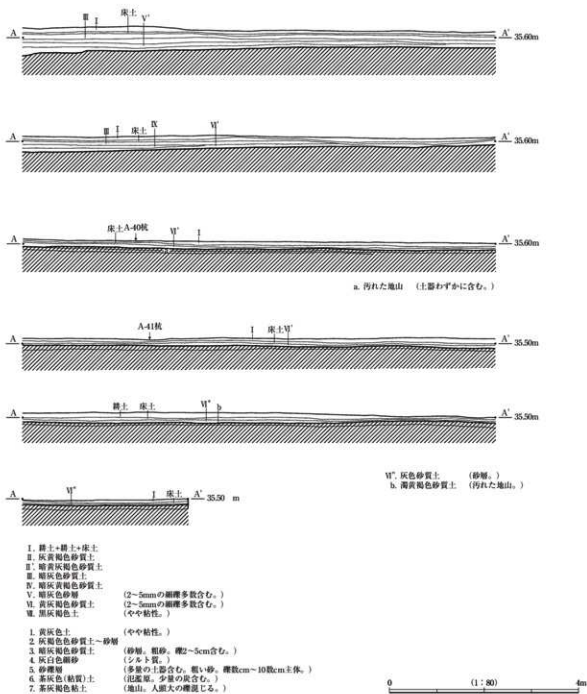 Ⅲ Ⅰ 床土 Ⅴ'
A A' 35.60m
Ⅲ Ⅰ 床土 Ⅸ Ⅵ'
A A' 35.60m
床土 A-40杭 Ⅵ' Ⅰ
A A' 35.60m
a. 汚れた地山 (土器わずかに含む。)
A-41杭 Ⅰ 床土 Ⅵ'
A A' 35.50m
耕土 床土 Ⅵ" b
A A' 35.50m
Ⅵ". 灰色砂質土 (砂層。)
b. 濁黄褐色砂質土 (汚れた地山。)
Ⅵ" Ⅰ 床土
A A' 35.50 m
Ⅰ. 耕土+耕土+床土
Ⅱ. 灰黄褐色砂質土
Ⅱ'. 暗黄灰褐色砂質土
Ⅲ. 暗灰色砂質土
Ⅳ. 暗灰黄褐色砂質土
Ⅴ. 暗灰色砂層 (2~5mmの細礫多数含む。)
Ⅵ. 黄灰褐色砂質土 (2~5mmの細礫多数含む。)
Ⅶ. 黒灰褐色土 (やや粘性。)
1. 黄灰色土 (やや粘性。)
2. 灰褐色砂質土~砂層
3. 暗灰褐色砂質土 (砂層。粗砂。礫2~5cm含む。)
4. 灰白色細砂 (シルト質。)
5. 砂礫層 (多量の土器含む。粗い砂。礫数cm~10数cm主体。)
6. 茶灰色(粘質)土 (氾濫原。少量の炭含む。)
7. 茶灰褐色粘土 (地山。人頭大の礫混じる。)
0 (1:80) 4m